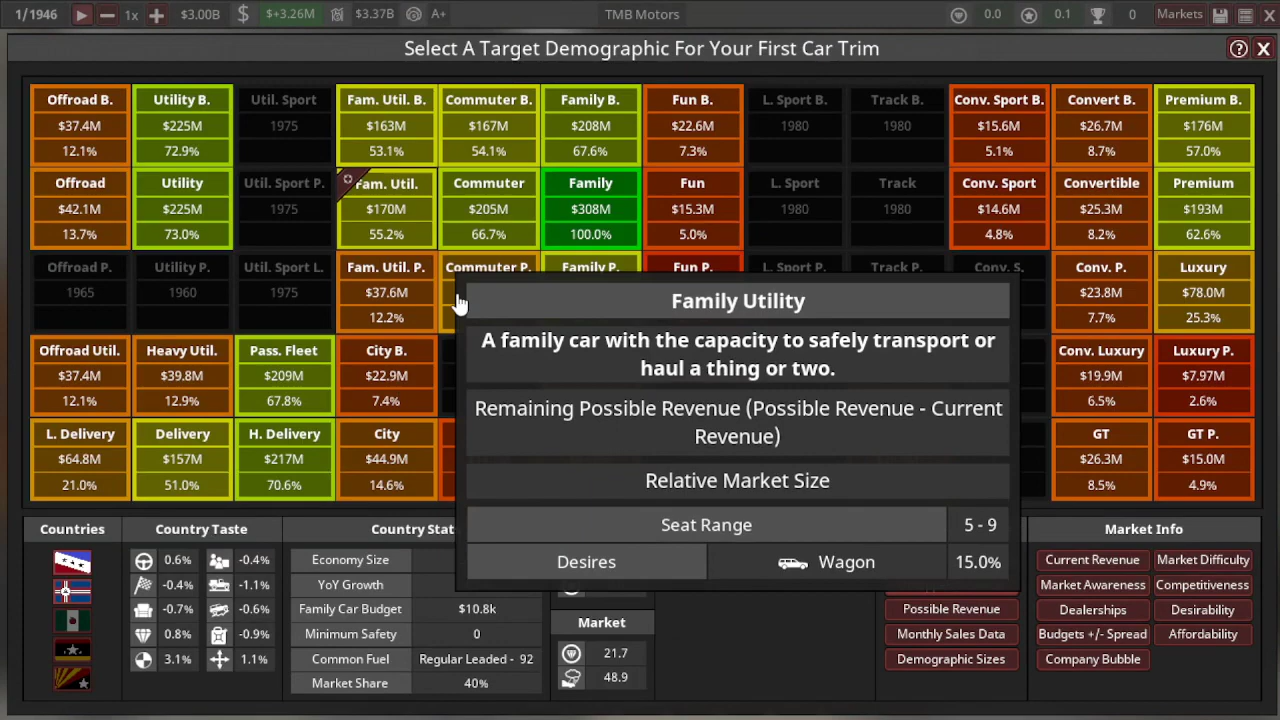 1/1946 1x $3.00B $+3.26M $3.37B A+ TMB Motors 0.0 0.1 0 Markets
Select A Target Demographic For Your First Car Trim
Offroad B. Utility B. Util. Sport Fam. Util. B. Commuter B. Family B. Fun B. L. Sport B. Track B. Conv. Sport B. Convert B. Premium B.
$37.4M $225M 1975 $163M $167M $208M $22.6M 1980 1980 $15.6M $26.7M $176M
12.1% 72.9% 53.1% 54.1% 67.6% 7.3% 5.1% 8.7% 57.0%
Offroad Utility Util. Sport P. Fam. Util. Commuter Family Fun L. Sport Track Conv. Sport Convertible Premium
$42.1M $225M 1975 $170M $205M $308M $15.3M 1980 1980 $14.6M $25.3M $193M
13.7% 73.0% 55.2% 66.7% 100.0% 5.0% 4.8% 8.2% 62.6%
Offroad P. Utility P. Util. Sport L. Fam. Util. P. Commuter P. Family P. Fun P. L. Sport P. Track P. Conv. S. Conv. P. Luxury
1965 1960 1975 $37.6M $23.8M $78.0M
12.2% 7.7% 25.3%
Offroad Util. Heavy Util. Pass. Fleet City B. Conv. Luxury Luxury P.
$37.4M $39.8M $209M $22.9M $19.9M $7.97M
12.1% 12.9% 67.8% 7.4% 6.5% 2.6%
L. Delivery Delivery H. Delivery City GT GT P.
$64.8M $157M $217M $44.9M $26.3M $15.0M
21.0% 51.0% 70.6% 14.6% 8.5% 4.9%
Family Utility
A family car with the capacity to safely transport or
haul a thing or two.
Remaining Possible Revenue (Possible Revenue - Current
Revenue)
Relative Market Size
Seat Range 5 - 9
Desires Wagon 15.0%
Countries
Country Taste
0.6% -0.4%
-0.4% -1.1%
-0.7% -0.6%
0.8% -0.9%
3.1% 1.1%
Country Stat
Economy Size
YoY Growth
Family Car Budget $10.8k
Minimum Safety 0
Common Fuel Regular Leaded - 92
Market Share 40%
Market
21.7
48.9
Possible Revenue
Monthly Sales Data
Demographic Sizes
Market Info
Current Revenue Market Difficulty
Market Awareness Competitiveness
Dealerships Desirability
Budgets +/- Spread Affordability
Company Bubble